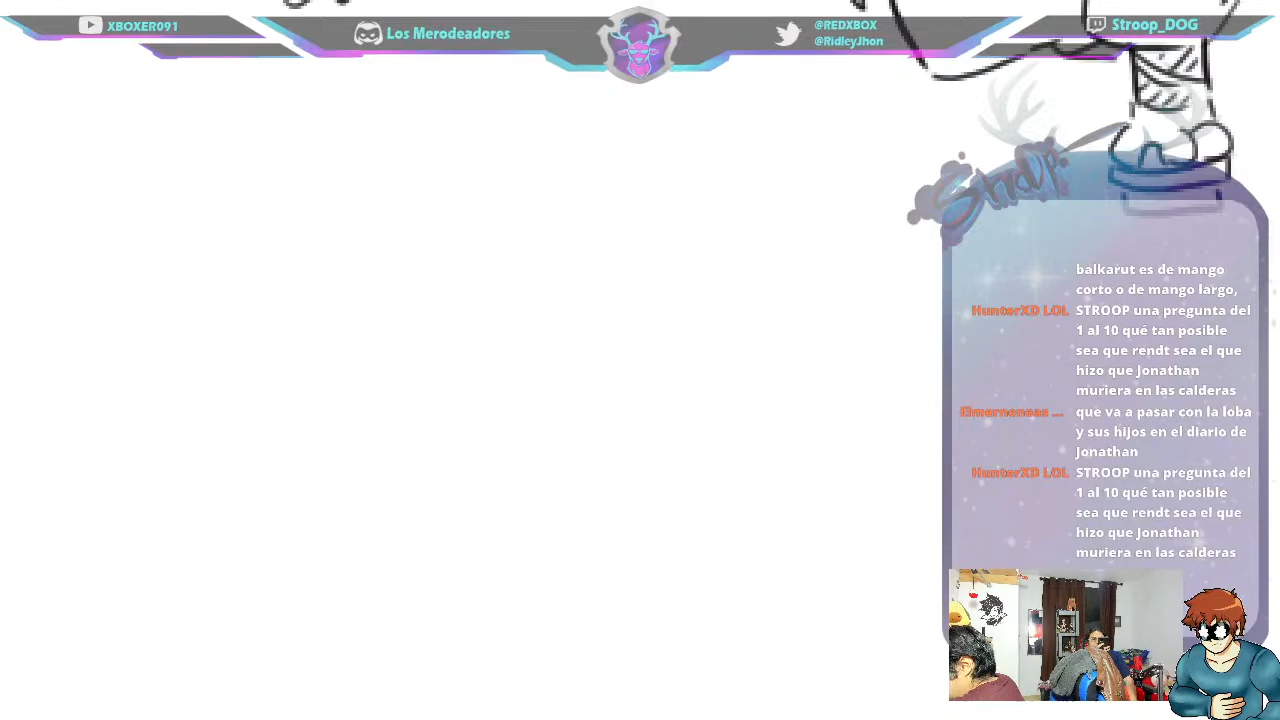 XBOXER091
Los Merodeadores
@REDXBOX
@RidleyJhon
Stroop_DOG
balkarut es de mango
corto o de mango largo,
HunterXD LOL STROOP una pregunta del
1 al 10 qué tan posible
sea que rendt sea el que
hizo que Jonathan
muriera en las calderas
Elmemeneas ... que va a pasar con la loba
y sus hijos en el diario de
Jonathan
HunterXD LOL STROOP una pregunta del
1 al 10 qué tan posible
sea que rendt sea el que
hizo que Jonathan
muriera en las calderas